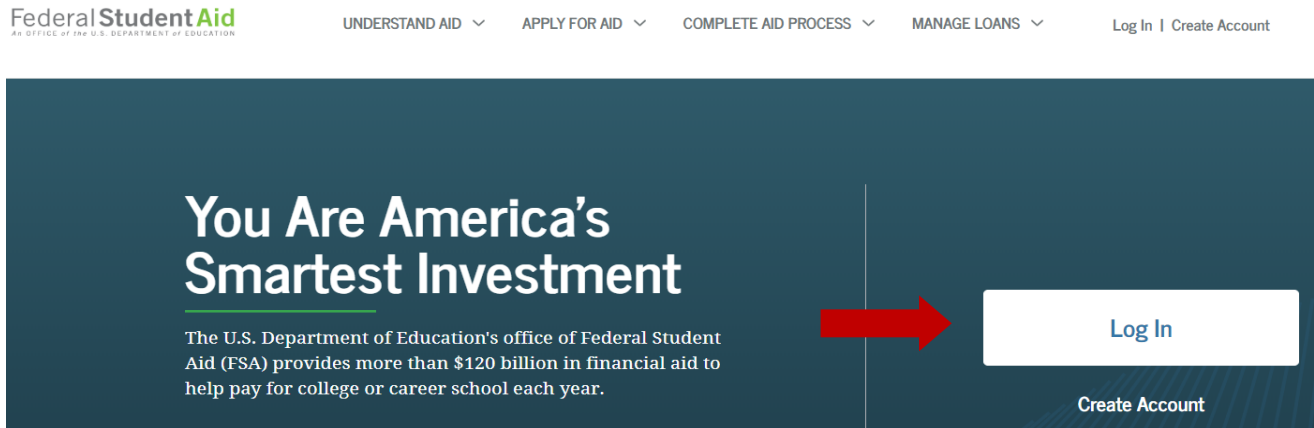 Federal Student Aid
An OFFICE of the U.S. DEPARTMENT of EDUCATION
UNDERSTAND AID
APPLY FOR AID
COMPLETE AID PROCESS
MANAGE LOANS
Log In | Create Account
You Are America's
Smartest Investment
The U.S. Department of Education's office of Federal Student
Aid (FSA) provides more than $120 billion in financial aid to
help pay for college or career school each year.
Log In
Create Account